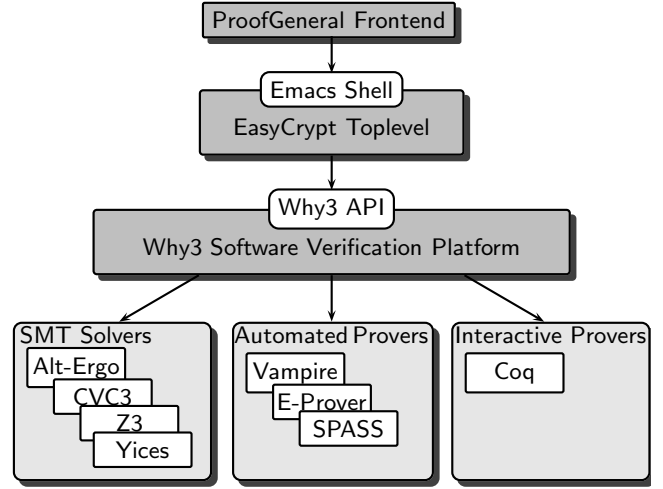 ProofGeneral Frontend
Emacs Shell
EasyCrypt Toplevel
Why3 API
Why3 Software Verification Platform
SMT Solvers
Alt-Ergo
CVC3
Z3
Yices
Automated Provers
Vampire
E-Prover
SPASS
Interactive Provers
Coq